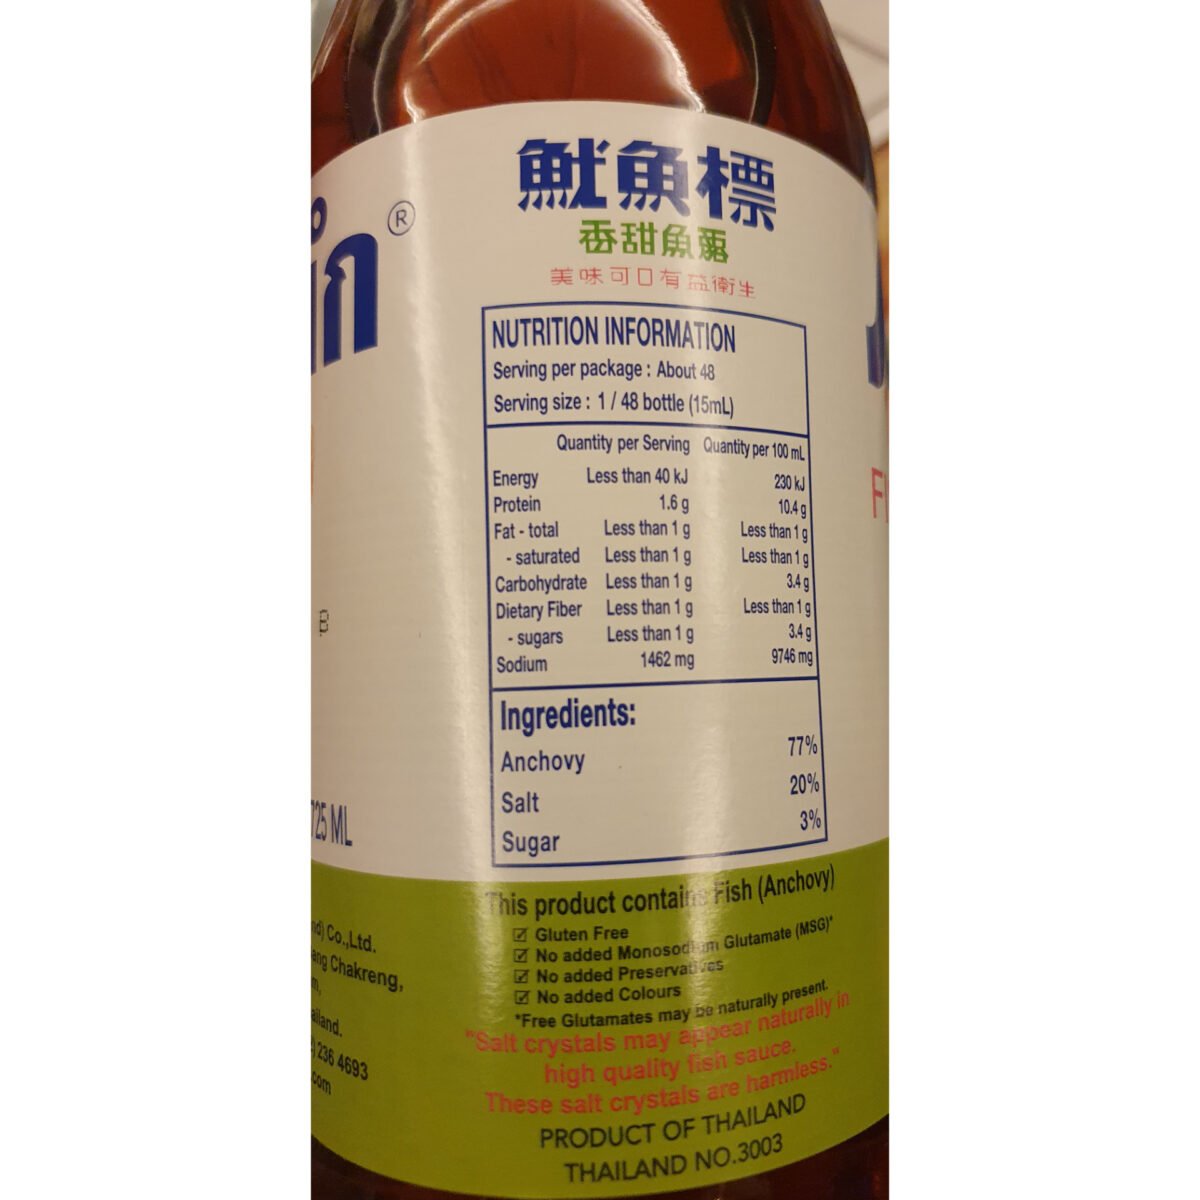 魷魚標
香甜魚露
美味可口有益衛生
®
NUTRITION INFORMATION
Serving per package : About 48
Serving size : 1 / 48 bottle (15mL)
Quantity per Serving Quantity per 100 mL
Energy Less than 40 kJ 230 kJ
Protein 1.6 g 10.4 g
Fat - total Less than 1 g Less than 1 g
- saturated Less than 1 g Less than 1 g
Carbohydrate Less than 1 g 3.4 g
Dietary Fiber Less than 1 g Less than 1 g
- sugars Less than 1 g 3.4 g
Sodium 1462 mg 9746 mg
Ingredients:
Anchovy 77%
Salt 20%
Sugar 3%
This product contains Fish (Anchovy)
☑ Gluten Free
☑ No added Monosodium Glutamate (MSG)*
☑ No added Preservatives
☑ No added Colours
*Free Glutamates may be naturally present.
"Salt crystals may appear naturally in
high quality fish sauce.
These salt crystals are harmless."
PRODUCT OF THAILAND
THAILAND NO.3003
B
725 ML
Co.,Ltd.
Chakreng,
236 4693
.com